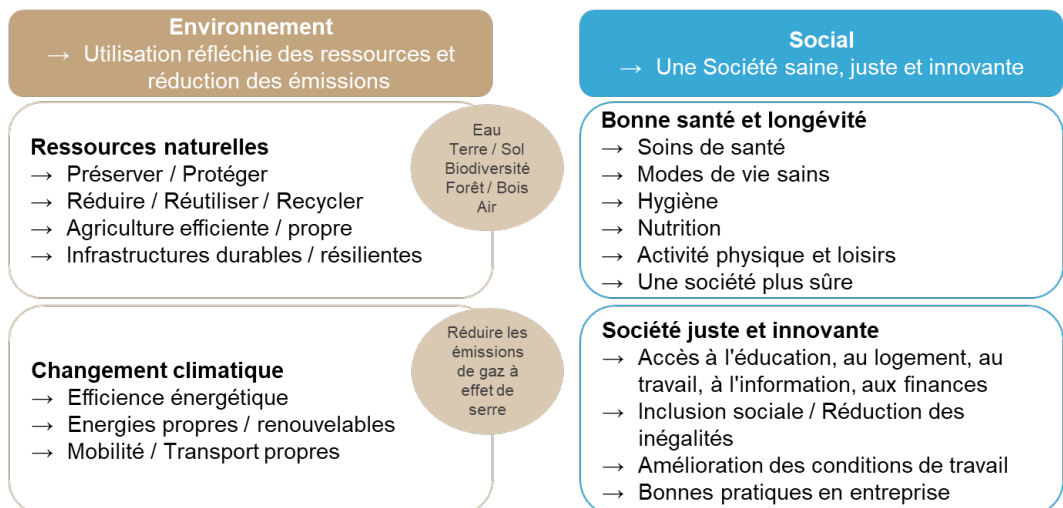 Environnement
→ Utilisation réfléchie des ressources et
réduction des émissions
Ressources naturelles
→ Préserver / Protéger
→ Réduire / Réutiliser / Recycler
→ Agriculture efficiente / propre
→ Infrastructures durables / résilientes
Eau
Terre / Sol
Biodiversité
Forêt / Bois
Air
Changement climatique
→ Efficience énergétique
→ Energies propres / renouvelables
→ Mobilité / Transport propres
Réduire les
émissions
de gaz à
effet de
serre
Social
→ Une Société saine, juste et innovante
Bonne santé et longévité
→ Soins de santé
→ Modes de vie sains
→ Hygiène
→ Nutrition
→ Activité physique et loisirs
→ Une société plus sûre
Société juste et innovante
→ Accès à l'éducation, au logement, au
travail, à l'information, aux finances
→ Inclusion sociale / Réduction des
inégalités
→ Amélioration des conditions de travail
→ Bonnes pratiques en entreprise